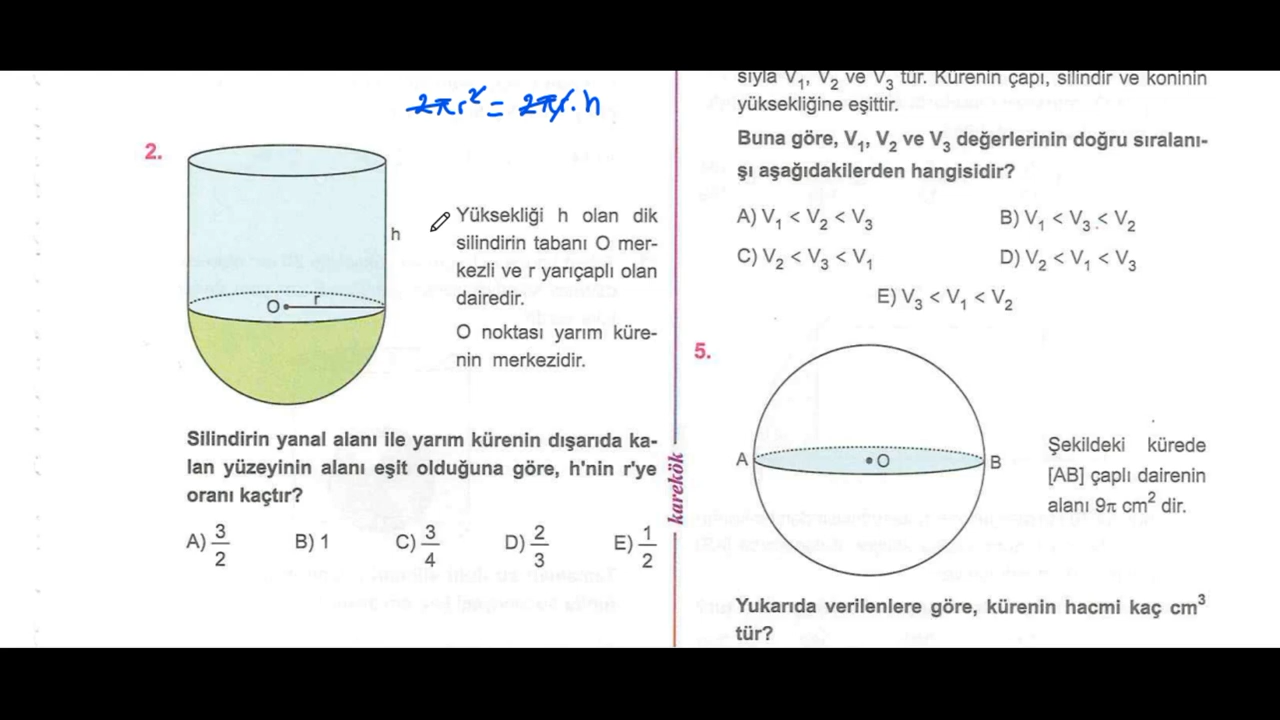 2πr² = 2πr.h
2.
h
O
r
Yüksekliği h olan dik
silindirin tabanı O mer-
kezli ve r yarıçaplı olan
dairedir.
O noktası yarım küre-
nin merkezidir.
Silindirin yanal alanı ile yarım kürenin dışarıda ka-
lan yüzeyinin alanı eşit olduğuna göre, h'nin r'ye
oranı kaçtır?
A) 3/2 B) 1 C) 3/4 D) 2/3 E) 1/2
karekök
sıyla V₁, V₂ ve V₃ tür. Kürenin çapı, silindir ve koninin
yüksekliğine eşittir.
Buna göre, V₁, V₂ ve V₃ değerlerinin doğru sıralanı-
şı aşağıdakilerden hangisidir?
A) V₁ < V₂ < V₃ B) V₁ < V₃ < V₂
C) V₂ < V₃ < V₁ D) V₂ < V₁ < V₃
E) V₃ < V₁ < V₂
5.
A
O
B
Şekildeki kürede
[AB] çaplı dairenin
alanı 9π cm² dir.
Yukarıda verilenlere göre, kürenin hacmi kaç cm³
tür?